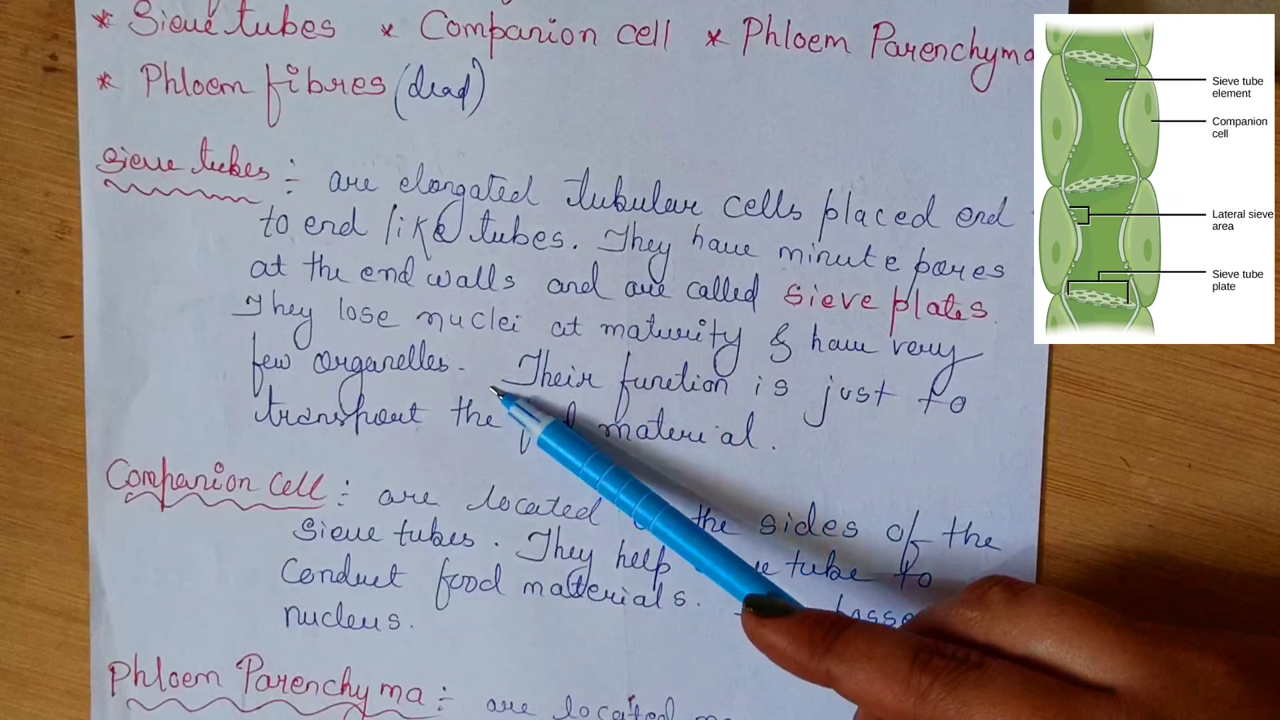 * Sieve tubes * Companion cell * Phloem Parenchyma
* Phloem fibres (dead)
Sieve tubes :- are elongated tubular cells placed end
to end like tubes. They have minute pores
at the end walls and are called sieve plates.
They lose nuclei at maturity & have very
few organelles. Their function is just to
transport the material.
Companion cell : are located the sides of the
Sieve tubes. They help tube to
Conduct food materials.
nucleus.
Phloem Parenchyma : are located
Sieve tube
element
Companion
cell
Lateral sieve
area
Sieve tube
plate